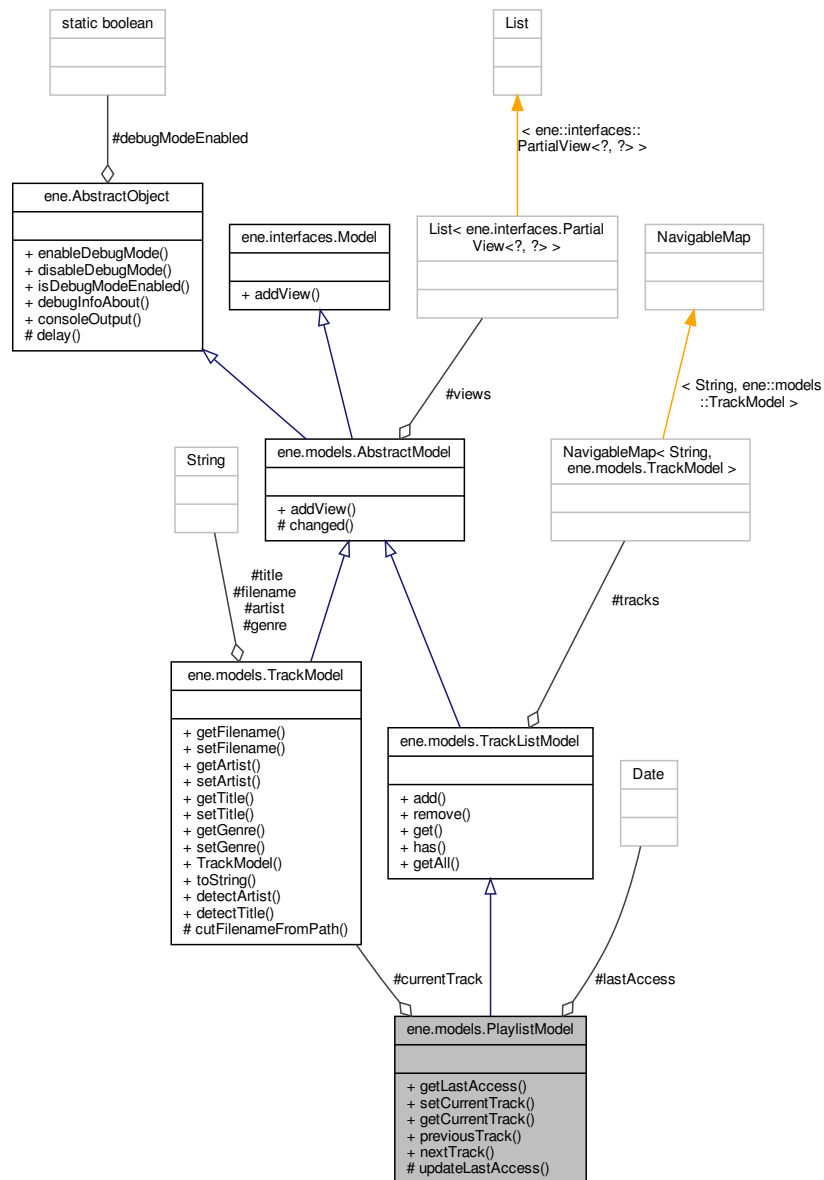 static boolean
List
#debugModeEnabled
< ene::interfaces::
PartialView<?, ?> >
ene.AbstractObject
+ enableDebugMode()
+ disableDebugMode()
+ isDebugModeEnabled()
+ debugInfoAbout()
+ consoleOutput()
# delay()
ene.interfaces.Model
+ addView()
List< ene.interfaces.Partial
View<?, ?> >
NavigableMap
#views
< String, ene::models
::TrackModel >
String
ene.models.AbstractModel
+ addView()
# changed()
NavigableMap< String,
ene.models.TrackModel >
#title
#filename
#artist
#genre
#tracks
ene.models.TrackModel
+ getFilename()
+ setFilename()
+ getArtist()
+ setArtist()
+ getTitle()
+ setTitle()
+ getGenre()
+ setGenre()
+ TrackModel()
+ toString()
+ detectArtist()
+ detectTitle()
# cutFilenameFromPath()
ene.models.TrackListModel
+ add()
+ remove()
+ get()
+ has()
+ getAll()
Date
#currentTrack
#lastAccess
ene.models.PlaylistModel
+ getLastAccess()
+ setCurrentTrack()
+ getCurrentTrack()
+ previousTrack()
+ nextTrack()
# updateLastAccess()